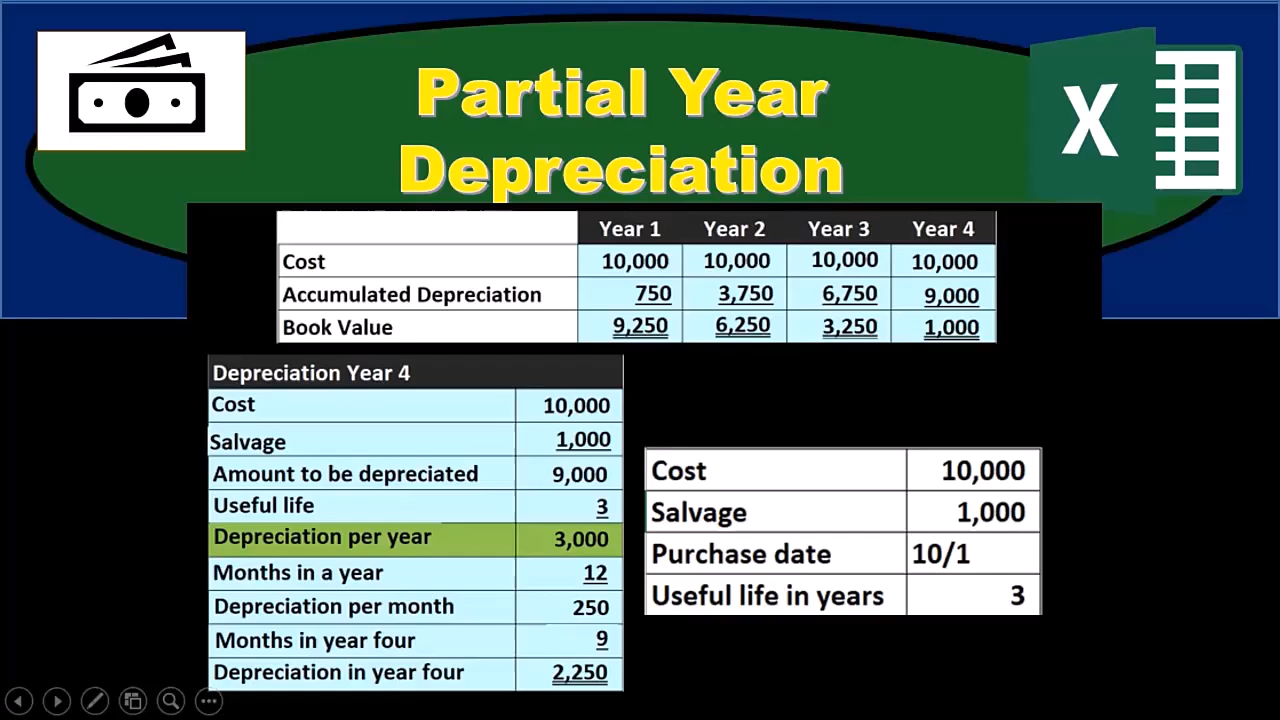 Partial Year
Depreciation
X
Year 1 Year 2 Year 3 Year 4
Cost 10,000 10,000 10,000 10,000
Accumulated Depreciation 750 3,750 6,750 9,000
Book Value 9,250 6,250 3,250 1,000
Depreciation Year 4
Cost 10,000
Salvage 1,000
Amount to be depreciated 9,000
Useful life 3
Depreciation per year 3,000
Months in a year 12
Depreciation per month 250
Months in year four 9
Depreciation in year four 2,250
Cost 10,000
Salvage 1,000
Purchase date 10/1
Useful life in years 3